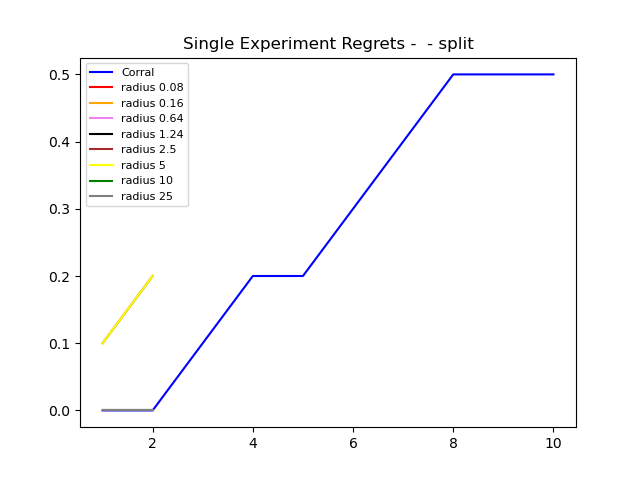 Single Experiment Regrets -  - split
Corral
radius 0.08
radius 0.16
radius 0.64
radius 1.24
radius 2.5
radius 5
radius 10
radius 25
0.5
0.4
0.3
0.2
0.1
0.0
2 4 6 8 10